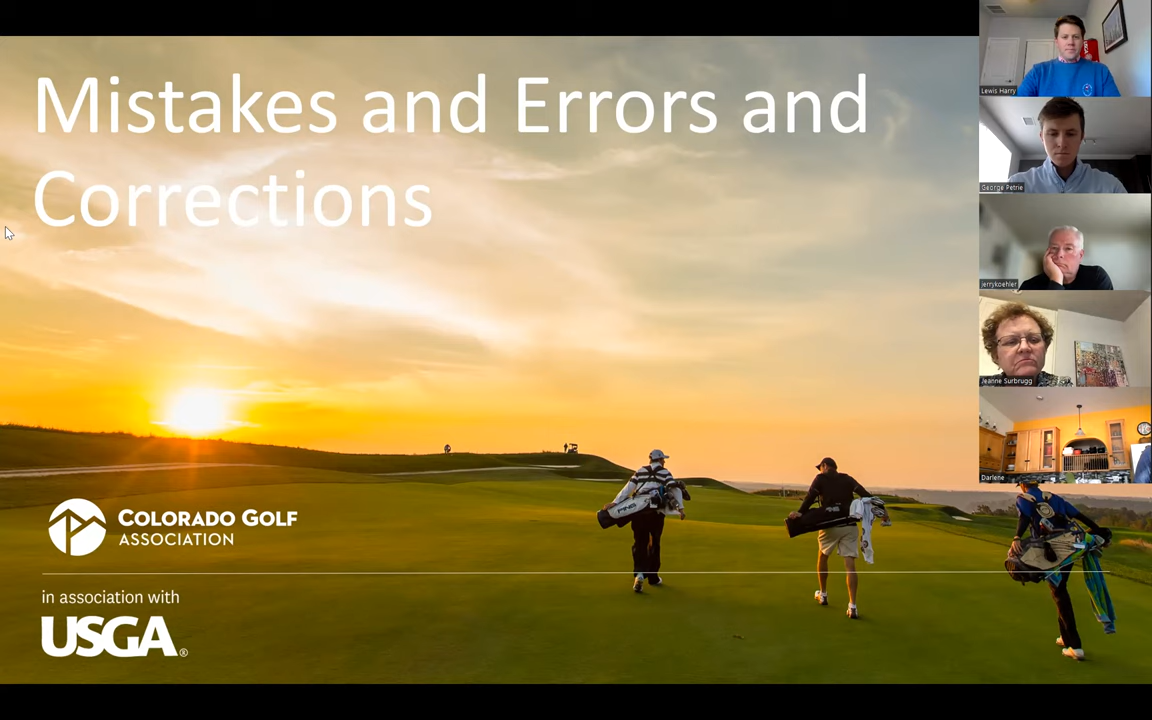 Mistakes and Errors and
Corrections
COLORADO GOLF
ASSOCIATION
in association with
USGA®
Lewis Harry
George Petrie
jerrykoehler
Jeanne Surbrugg
Darlene
PING